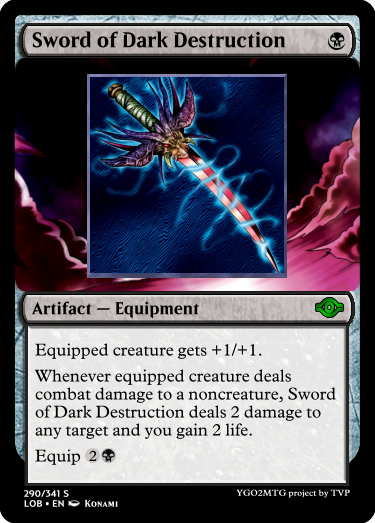 Sword of Dark Destruction
Artifact — Equipment
Equipped creature gets +1/+1.
Whenever equipped creature deals
combat damage to a noncreature, Sword
of Dark Destruction deals 2 damage to
any target and you gain 2 life.
Equip 2
290/341 S
LOB • EN Konami
YGO2MTG project by TVP